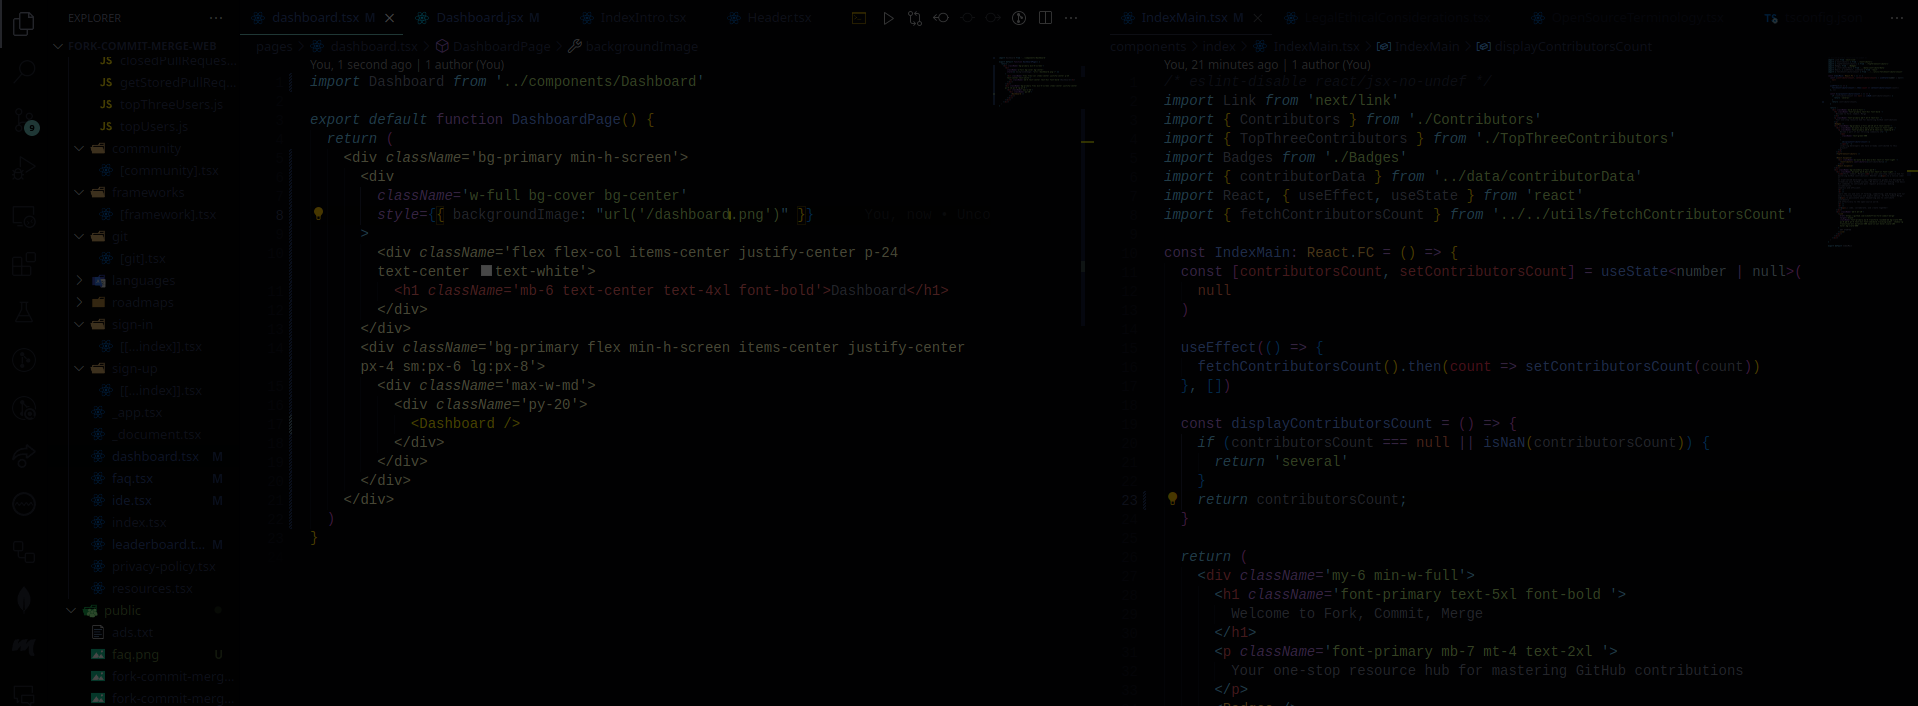 EXPLORER
FORK-COMMIT-MERGE-WEB
closedPullReques...
JS getStoredPullReq...
JS topThreeUsers.js
JS topUsers.js
community
[community].tsx
frameworks
[framework].tsx
git
[git].tsx
languages
roadmaps
sign-in
[[...index]].tsx
sign-up
[[...index]].tsx
_app.tsx
_document.tsx
dashboard.tsx M
faq.tsx M
ide.tsx M
index.tsx
leaderboard.t... M
privacy-policy.tsx
resources.tsx
public
ads.txt
faq.png U
fork-commit-merg...
fork-commit-merg...
9
dashboard.tsx M
Dashboard.jsx M
IndexIntro.tsx
Header.tsx
pages > dashboard.tsx > DashboardPage > backgroundImage
You, 1 second ago | 1 author (You)
import Dashboard from '../components/Dashboard'
export default function DashboardPage() {
return (
<div className='bg-primary min-h-screen'>
<div
className='w-full bg-cover bg-center'
8 style={{ backgroundImage: "url('/dashboard.png')" }} You, now • Unco
>
<div className='flex flex-col items-center justify-center p-24
text-center text-white'>
<h1 className='mb-6 text-center text-4xl font-bold'>Dashboard</h1>
</div>
</div>
<div className='bg-primary flex min-h-screen items-center justify-center
px-4 sm:px-6 lg:px-8'>
<div className='max-w-md'>
<div className='py-20'>
<Dashboard />
</div>
</div>
</div>
</div>
)
}
IndexMain.tsx M
components > index > IndexMain.tsx > IndexMain > displayContributorsCount
You, 21 minutes ago | 1 author (You)
/* eslint-disable react/jsx-no-undef */
import Link from 'next/link'
import { Contributors } from './Contributors'
import { TopThreeContributors } from './TopThreeContributors'
import Badges from './Badges'
import { contributorData } from '../data/contributorData'
import React, { useEffect, useState } from 'react'
import { fetchContributorsCount } from '../../utils/fetchContributorsCount'
const IndexMain: React.FC = () => {
const [contributorsCount, setContributorsCount] = useState<number | null>(
null
)
useEffect(() => {
fetchContributorsCount().then(count => setContributorsCount(count))
}, [])
const displayContributorsCount = () => {
if (contributorsCount === null || isNaN(contributorsCount)) {
return 'several'
}
23 return contributorsCount;
}
return (
<div className='my-6 min-w-full'>
<h1 className='font-primary text-5xl font-bold '>
Welcome to Fork, Commit, Merge
</h1>
<p className='font-primary mb-7 mt-4 text-2xl '>
Your one-stop resource hub for mastering GitHub contributions
</p>
<Badges />